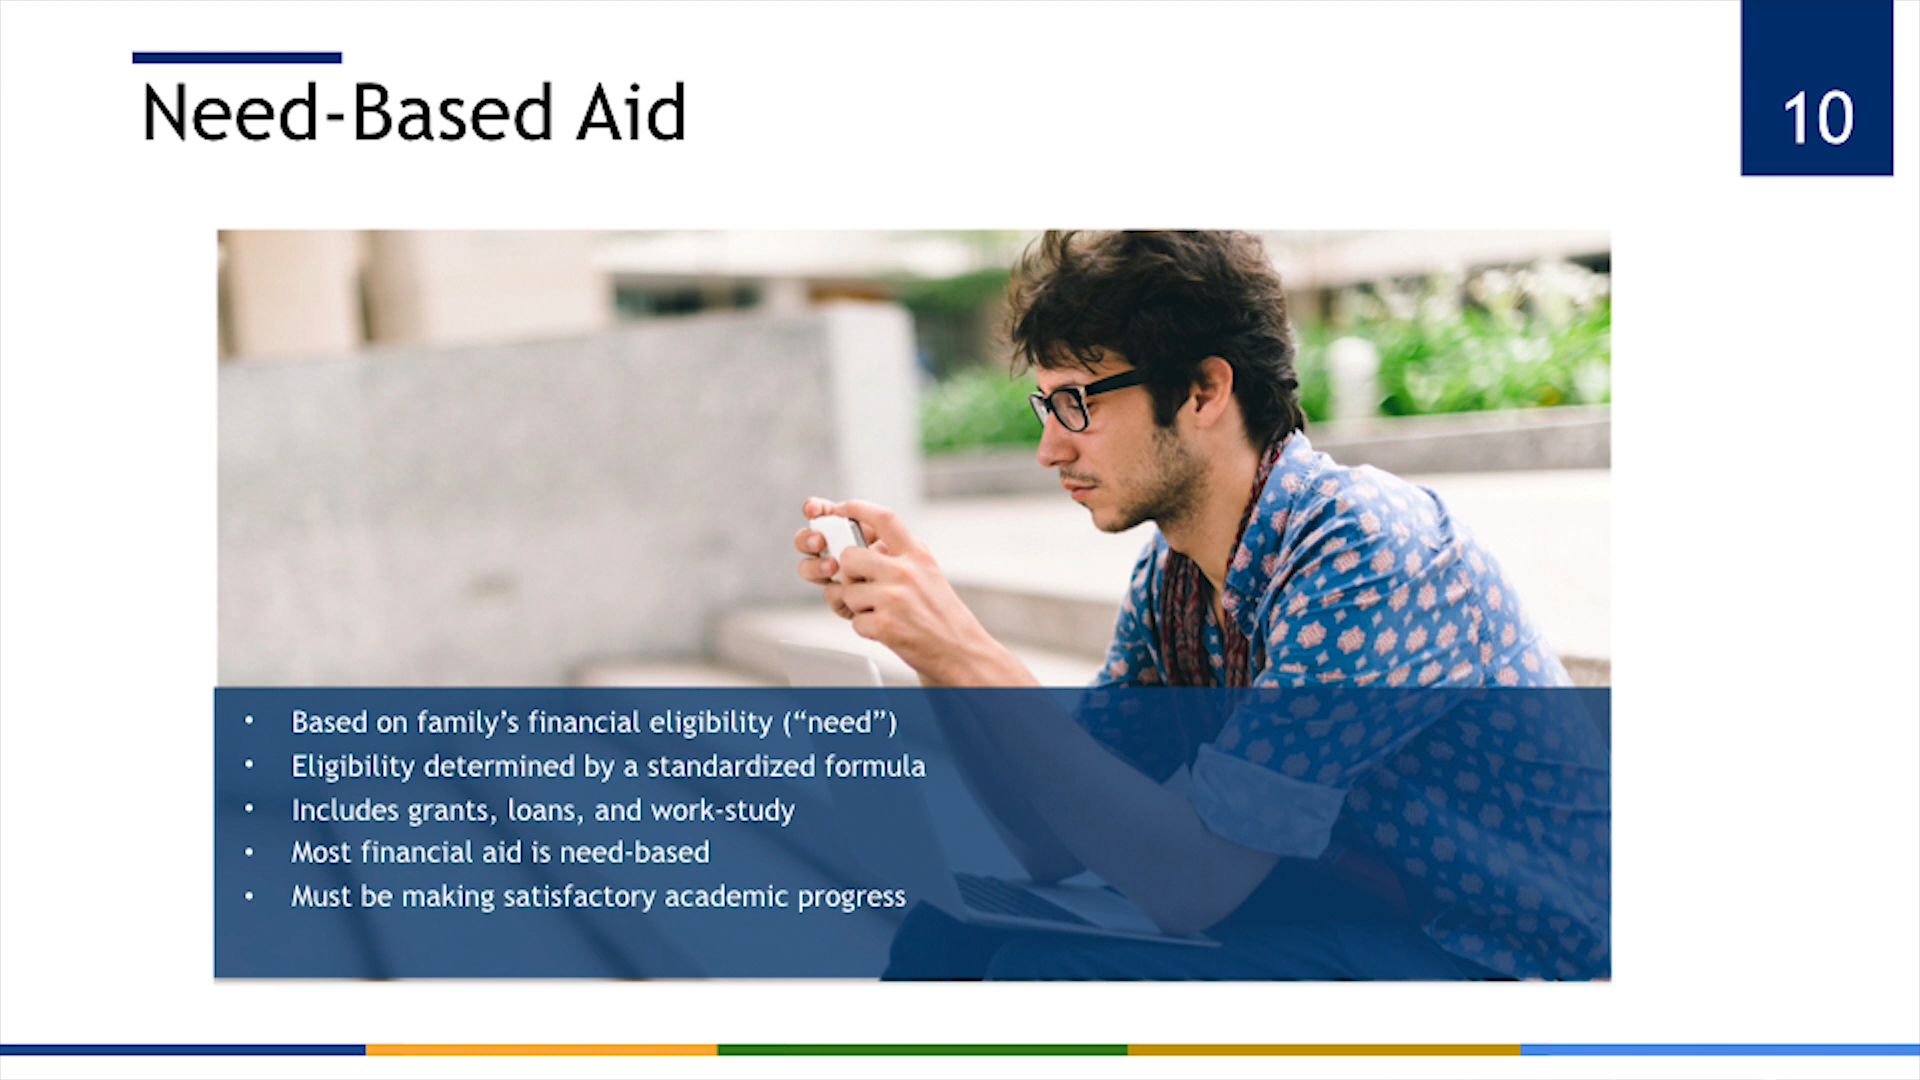 Need-Based Aid
10
• Based on family’s financial eligibility (“need”)
• Eligibility determined by a standardized formula
• Includes grants, loans, and work-study
• Most financial aid is need-based
• Must be making satisfactory academic progress